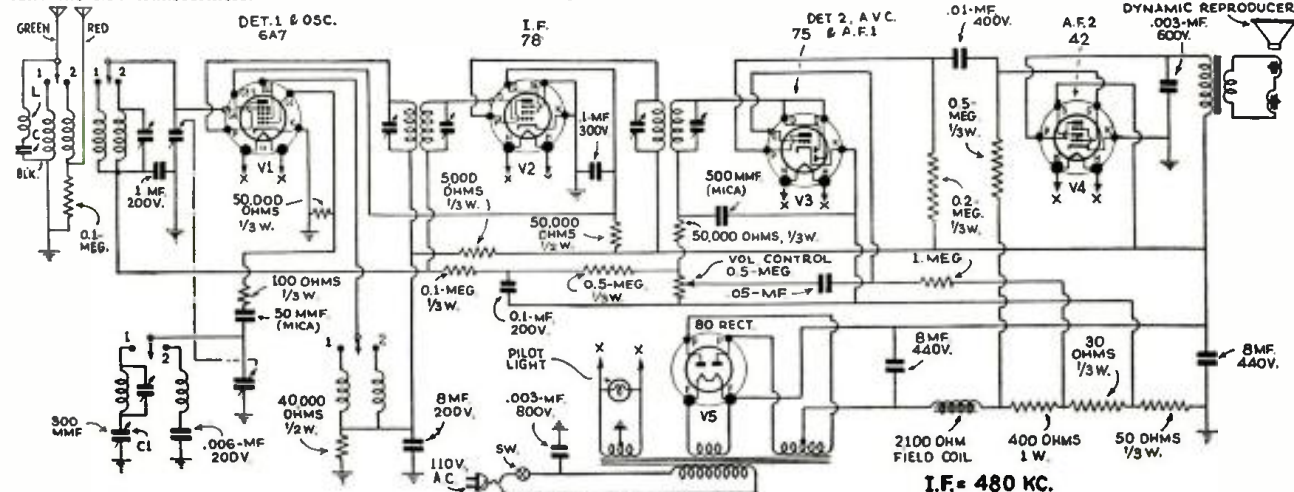 GREEN
RED
DET. 1 & OSC.
6A7
I.F.
78
DET 2, A V C.
75 & A.F.1
.01-MF.
400V.
A.F.2
42
DYNAMIC REPRODUCER
.003-MF.
600V.
1
2
1
2
L
C
BLK.
0.1-
MEG.
.1 MF.
200V.
V1
X X
50,000
OHMS
1/3 W.
V2
X X
.1-MF
300V.
5000
OHMS
1/3 W.
50,000
OHMS
1/2 W.
500 MMF
(MICA)
V3
X X
50,000 OHMS, 1/3W.
VOL CONTROL
0.5-MEG
0.5-
MEG.
1/3W.
0.2-
MEG.
1/3W.
V4
X X
1. MEG
100 OHMS
1/3 W.
50 MMF
(MICA)
0.1-MEG.
1/3W.
0.5-MEG.
1/3W.
.05-MF
0.1-MF.
200V.
1
2
300
MMF
C1
.006-MF
200V.
1
2
40,000
OHMS
1/2W.
8 MF.
200V.
PILOT
LIGHT
X X
80 RECT.
V5
.003-MF.
800V.
SW.
110V.
A C
8MF.
440V.
30
OHMS
1/3 W.
8MF.
440V.
2100 OHM
FIELD COIL
400 OHMS
1 W.
50 OHMS
1/3 W.
I.F. = 480 KC.